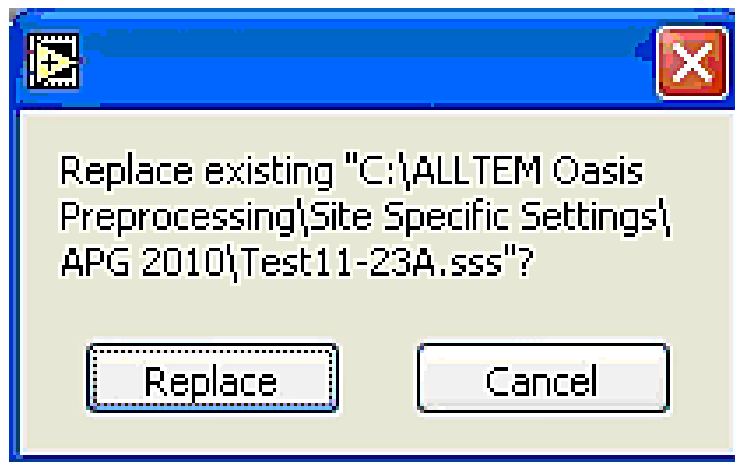 Replace existing "C:\ALLTEM Oasis
Preprocessing\Site Specific Settings\
APG 2010\Test11-23A.sss"?
Replace
Cancel